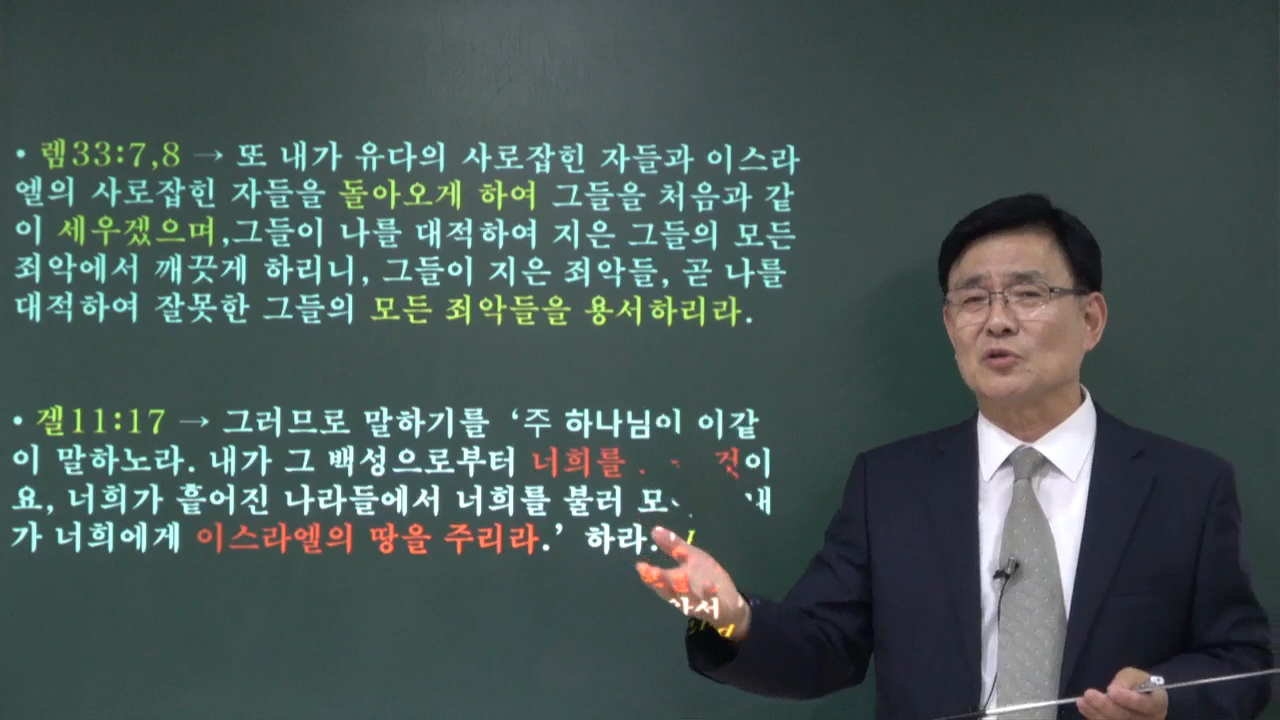 • 렘33:7,8 → 또 내가 유다의 사로잡힌 자들과 이스라
엘의 사로잡힌 자들을 돌아오게 하여 그들을 처음과 같
이 세우겠으며,그들이 나를 대적하여 지은 그들의 모든
죄악에서 깨끗게 하리니, 그들이 지은 죄악들, 곧 나를
대적하여 잘못한 그들의 모든 죄악들을 용서하리라.
• 겔11:17 → 그러므로 말하기를 ‘주 하나님이 이같
이 말하노라. 내가 그 백성으로부터 너희를 것이
요, 너희가 흩어진 나라들에서 너희를 불러
가 너희에게 이스라엘의 땅을 주리라.’ 하라.